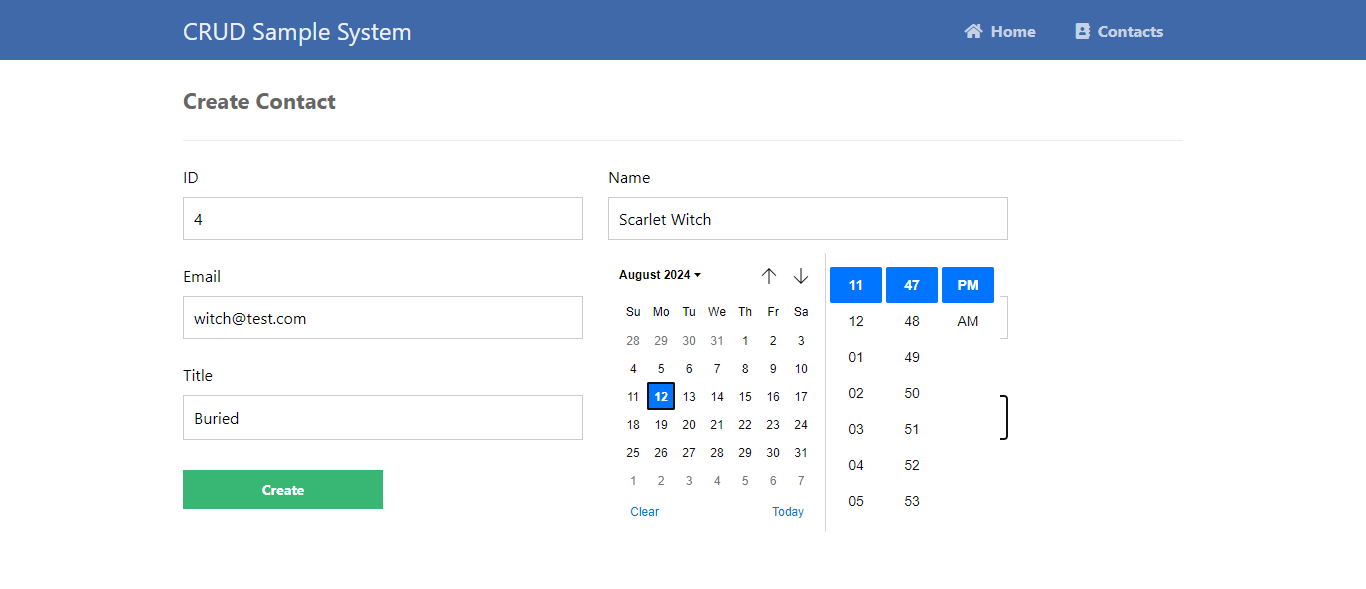 CRUD Sample System Home Contacts
Create Contact
ID Name
4 Scarlet Witch
Email
witch@test.com
Title
Buried
Create
August 2024
Su Mo Tu We Th Fr Sa
28 29 30 31 1 2 3
4 5 6 7 8 9 10
11 12 13 14 15 16 17
18 19 20 21 22 23 24
25 26 27 28 29 30 31
1 2 3 4 5 6 7
Clear Today
11 47 PM
12 48 AM
01 49
02 50
03 51
04 52
05 53